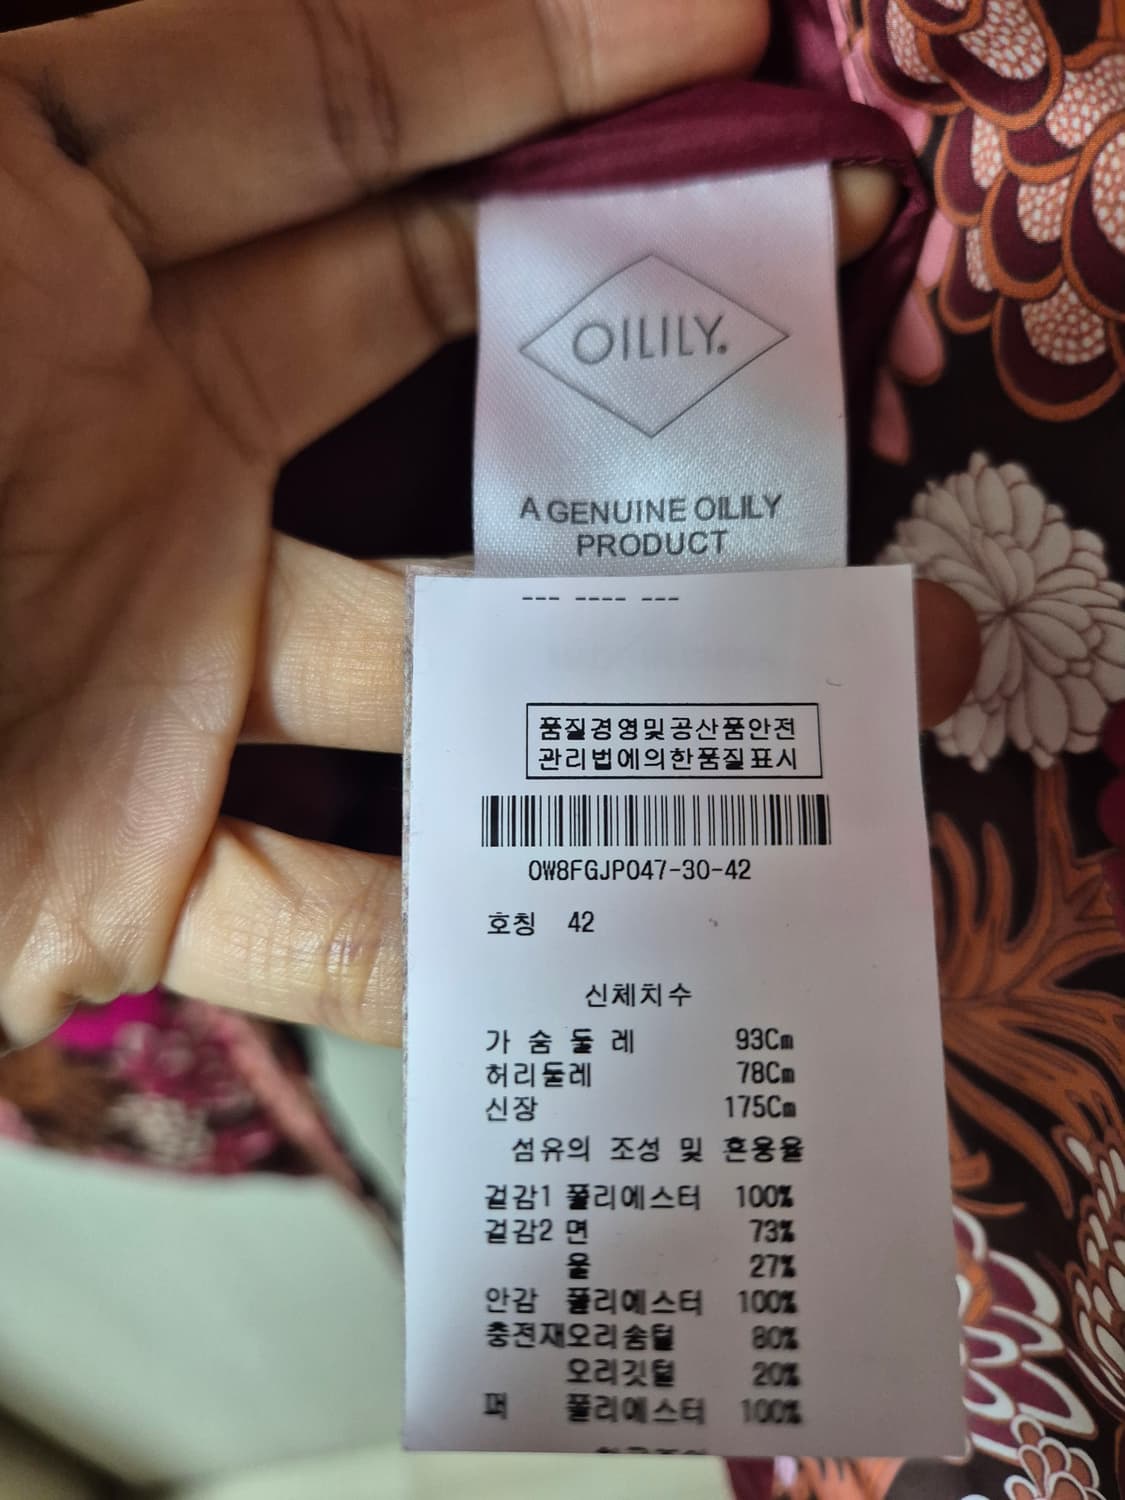 OILILY.
A GENUINE OILILY
PRODUCT
--- ---- ---
품질경영및공산품안전
관리법에의한품질표시
OW8FGJPO47-30-42
호칭 42
신체치수
가 슴 둘 레 93Cm
허리둘레 78Cm
신장 175Cm
섬유의 조성 및 혼용율
겉감1 폴리에스터 100%
겉감2 면 73%
울 27%
안감 폴리에스터 100%
충전재오리솜털 80%
오리깃털 20%
퍼 폴리에스터 100%